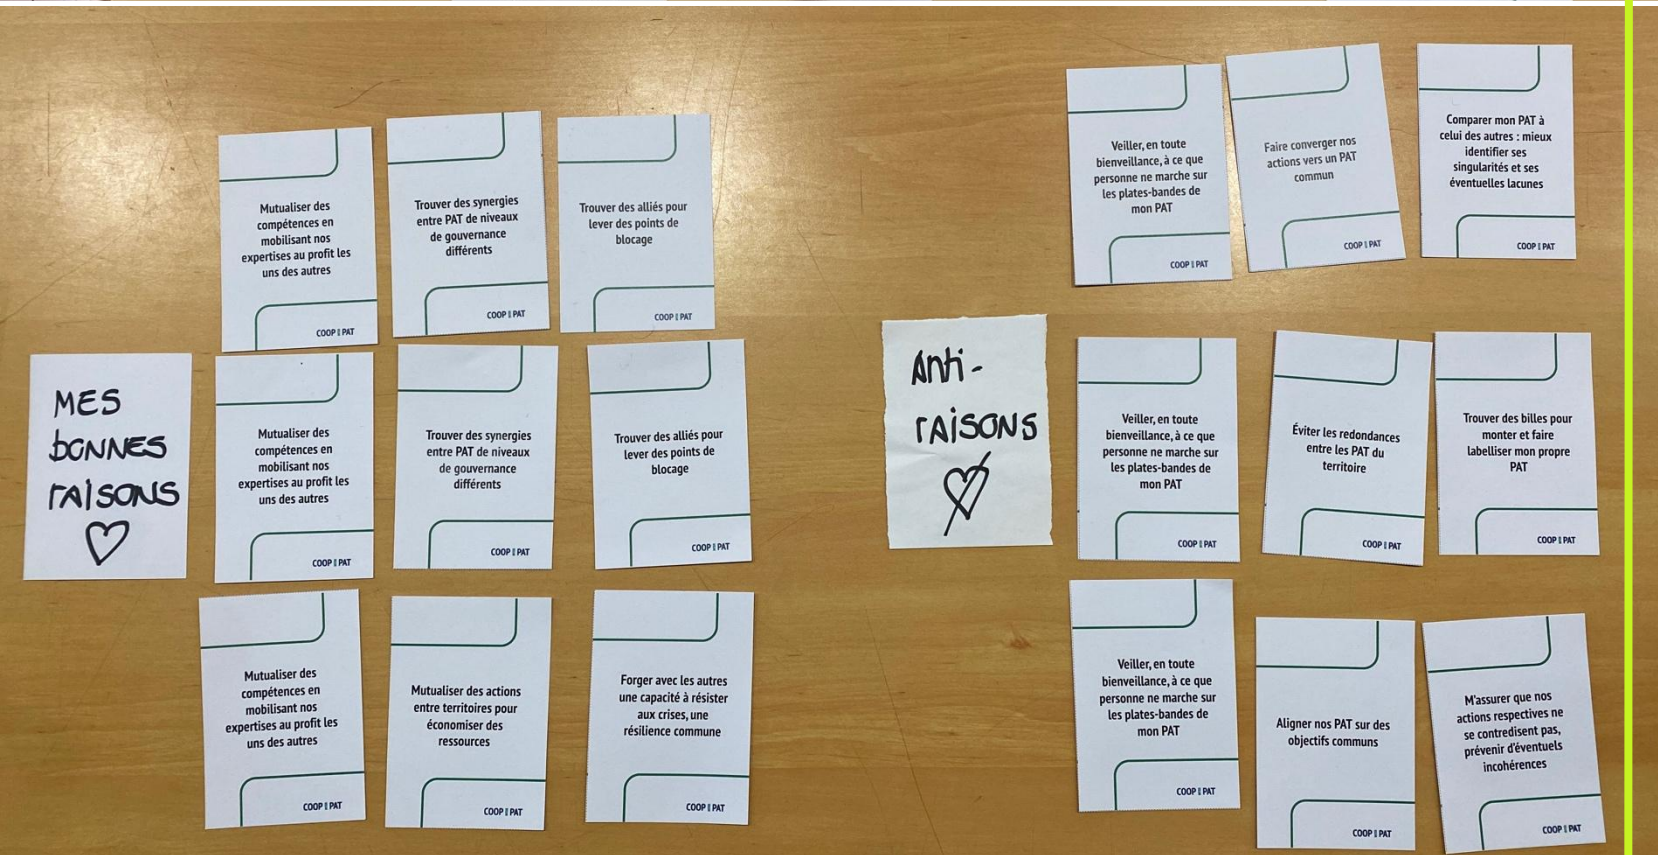 MES
bONNES
rAISONS
Mutualiser des
compétences en
mobilisant nos
expertises au profit les
uns des autres
COOP PAT
Trouver des synergies
entre PAT de niveaux
de gouvernance
différents
COOP PAT
Trouver des alliés pour
lever des points de
blocage
COOP PAT
Mutualiser des
compétences en
mobilisant nos
expertises au profit les
uns des autres
COOP PAT
Trouver des synergies
entre PAT de niveaux
de gouvernance
différents
COOP PAT
Trouver des alliés pour
lever des points de
blocage
COOP PAT
Mutualiser des
compétences en
mobilisant nos
expertises au profit les
uns des autres
COOP PAT
Mutualiser des actions
entre territoires pour
économiser des
ressources
COOP PAT
Forger avec les autres
une capacité à résister
aux crises, une
résilience commune
COOP PAT
Anti-
rAiSONS
Veiller, en toute
bienveillance, à ce que
personne ne marche sur
les plates-bandes de
mon PAT
COOP PAT
Faire converger nos
actions vers un PAT
commun
COOP PAT
Comparer mon PAT à
celui des autres : mieux
identifier ses
singularités et ses
éventuelles lacunes
COOP PAT
Veiller, en toute
bienveillance, à ce que
personne ne marche sur
les plates-bandes de
mon PAT
COOP PAT
Éviter les redondances
entre les PAT du
territoire
COOP PAT
Trouver des billes pour
monter et faire
labelliser mon propre
PAT
COOP PAT
Veiller, en toute
bienveillance, à ce que
personne ne marche sur
les plates-bandes de
mon PAT
COOP PAT
Aligner nos PAT sur des
objectifs communs
COOP PAT
M'assurer que nos
actions respectives ne
se contredisent pas,
prévenir d'éventuels
incohérences
COOP PAT